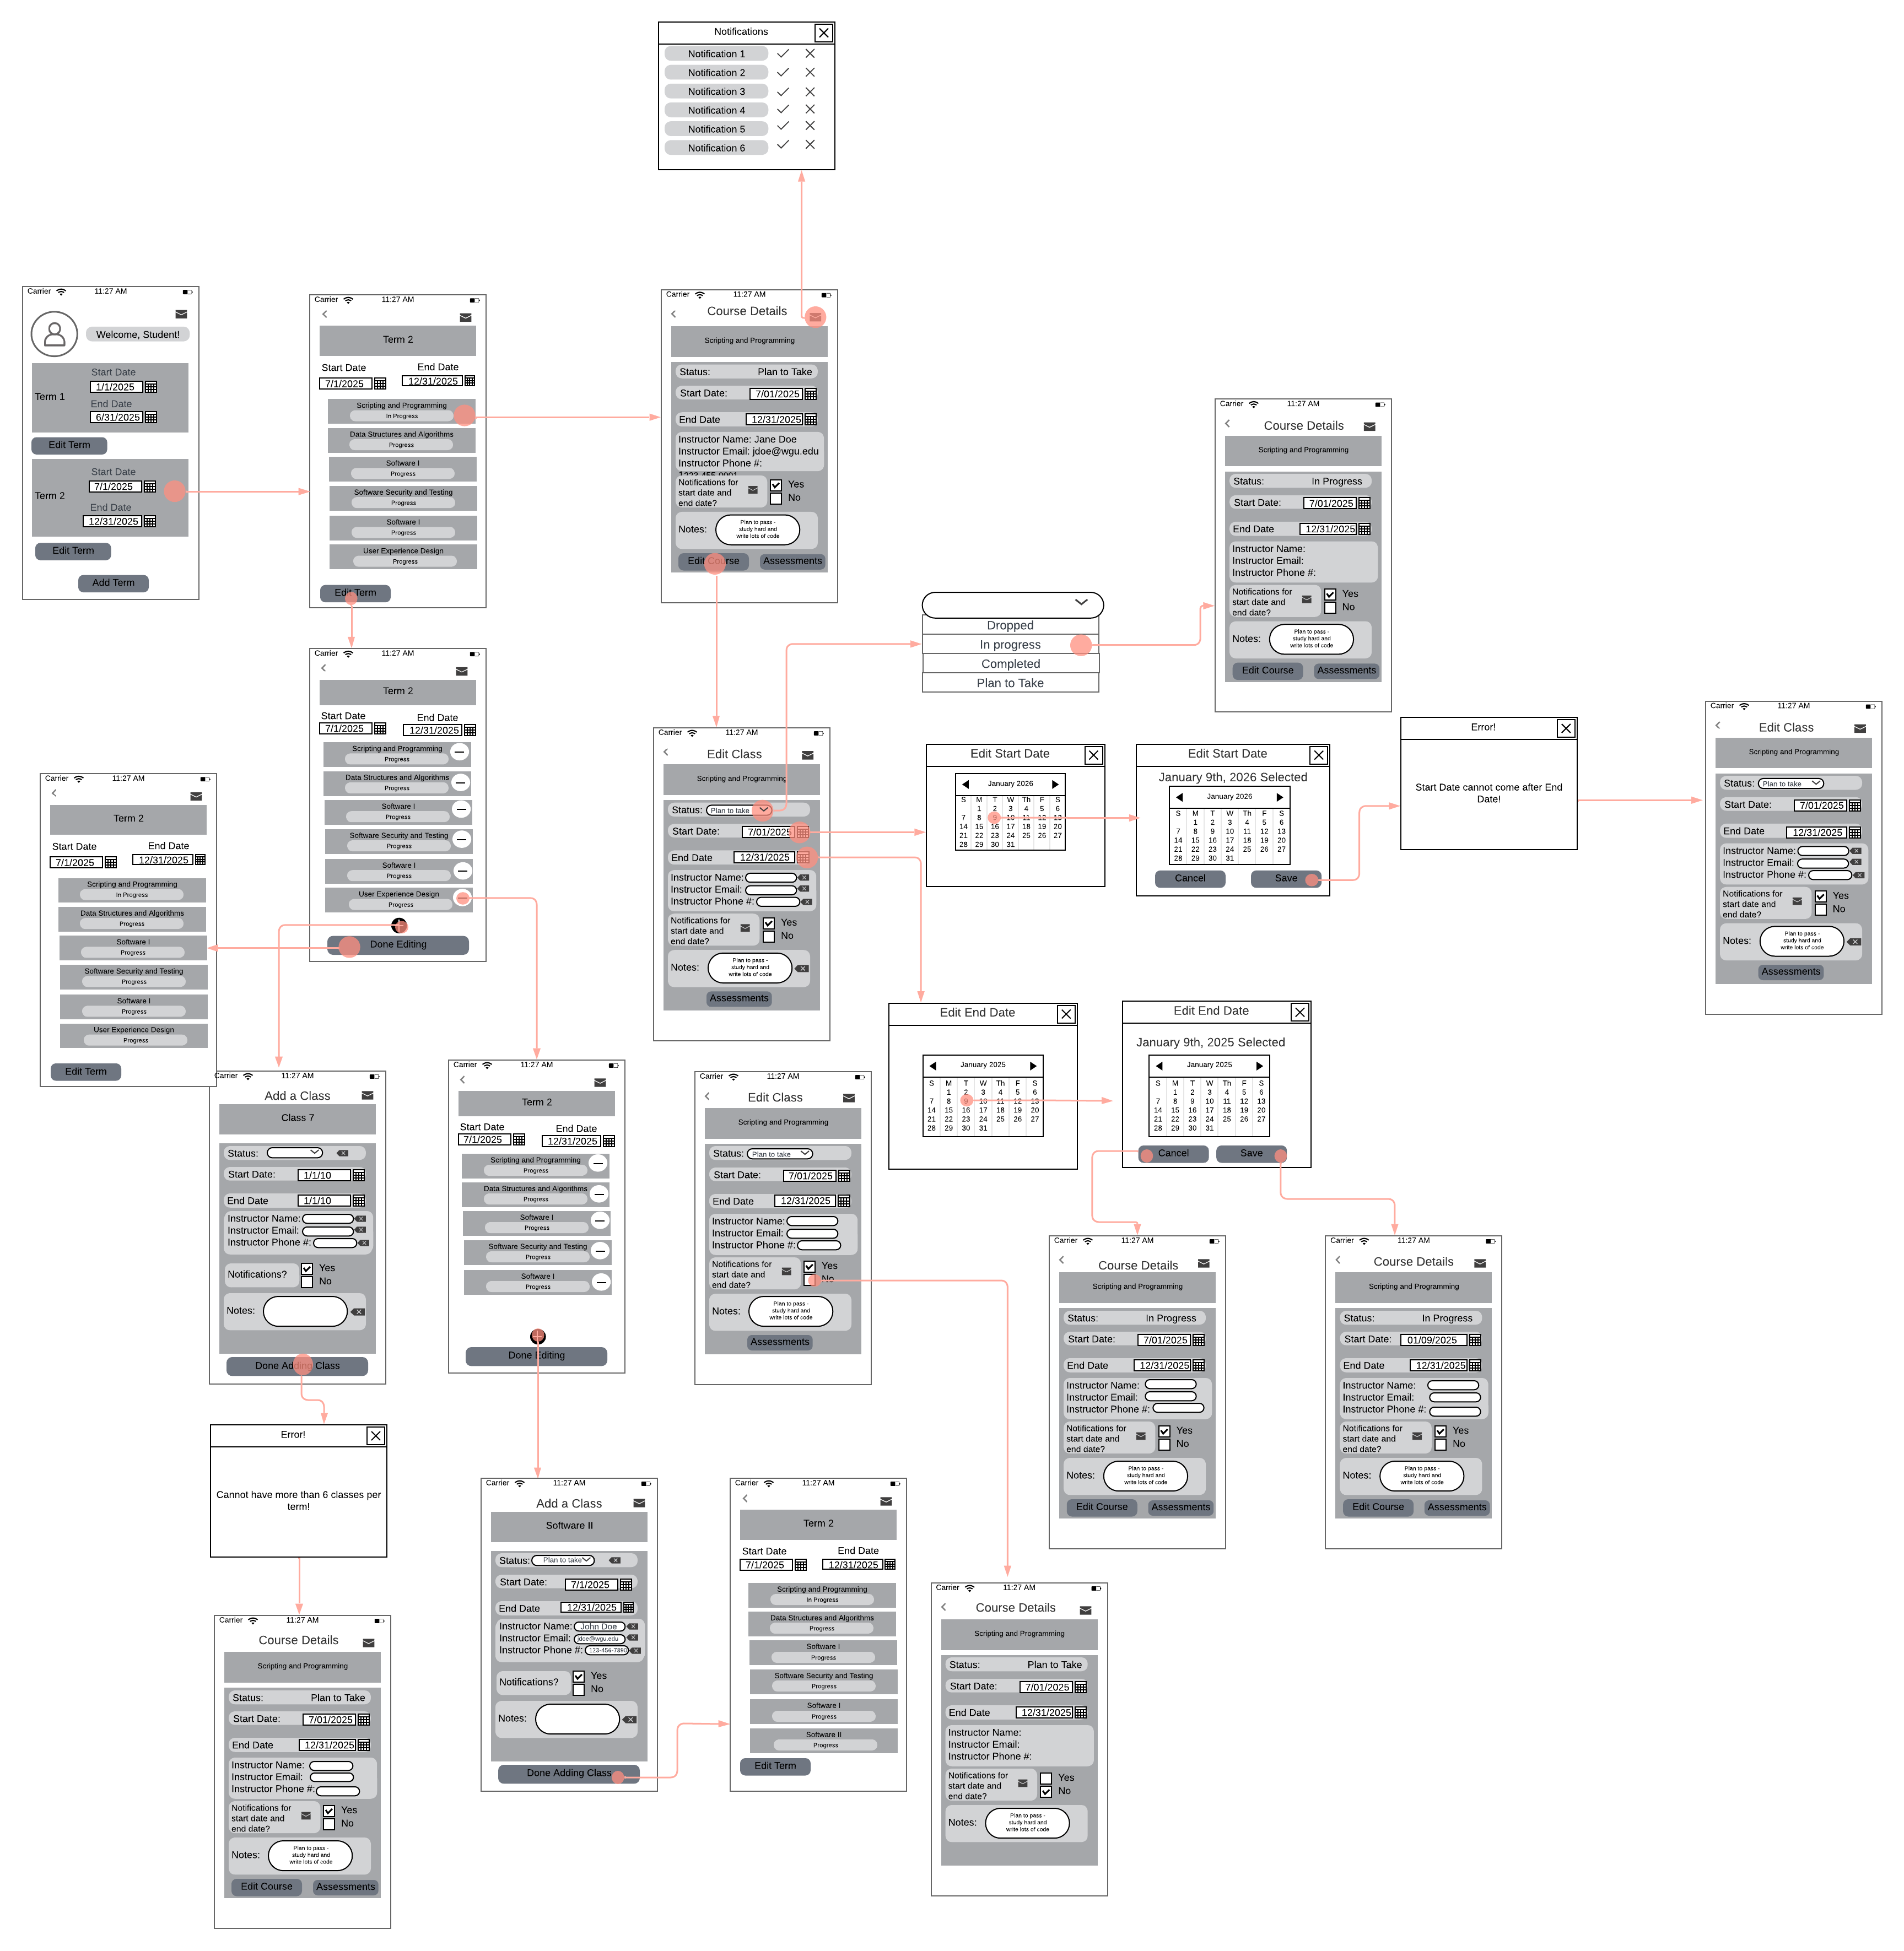 Notifications
Notification 1
Notification 2
Notification 3
Notification 4
Notification 5
Notification 6
Carrier 11:27 AM
Welcome, Student!
Start Date
1/1/2025
Term 1
End Date
6/31/2025
Edit Term
Start Date
7/1/2025
Term 2
End Date
12/31/2025
Edit Term
Add Term
Carrier 11:27 AM
Term 2
Start Date End Date
7/1/2025 12/31/2025
Scripting and Programming
In Progress
Data Structures and Algorithms
Progress
Software I
Progress
Software Security and Testing
Progress
Software I
Progress
User Experience Design
Progress
Edit Term
Carrier 11:27 AM
Course Details
Scripting and Programming
Status: Plan to Take
Start Date: 7/01/2025
End Date 12/31/2025
Instructor Name: Jane Doe
Instructor Email: jdoe@wgu.edu
Instructor Phone #:
Notifications for
start date and
end date?
Yes
No
Notes:
Plan to pass -
study hard and
write lots of code
Edit Course Assessments
Carrier 11:27 AM
Course Details
Scripting and Programming
Status: In Progress
Start Date: 7/01/2025
End Date 12/31/2025
Instructor Name:
Instructor Email:
Instructor Phone #:
Notifications for
start date and
end date?
Yes
No
Notes:
Plan to pass -
study hard and
write lots of code
Edit Course Assessments
Dropped
In progress
Completed
Plan to Take
Carrier 11:27 AM
Term 2
Start Date End Date
7/1/2025 12/31/2025
Scripting and Programming
Progress
Data Structures and Algorithms
Progress
Software I
Progress
Software Security and Testing
Progress
Software I
Progress
User Experience Design
Progress
Done Editing
Carrier 11:27 AM
Edit Class
Scripting and Programming
Status: Plan to take
Start Date: 7/01/2025
End Date 12/31/2025
Instructor Name:
Instructor Email:
Instructor Phone #:
Notifications for
start date and
end date?
Yes
No
Notes:
Plan to pass -
study hard and
write lots of code
Assessments
Edit Start Date
January 2026
S M T W Th F S
1 2 3 4 5 6
7 8 9 10 11 12 13
14 15 16 17 18 19 20
21 22 23 24 25 26 27
28 29 30 31
Edit Start Date
January 9th, 2026 Selected
January 2026
S M T W Th F S
1 2 3 4 5 6
7 8 9 10 11 12 13
14 15 16 17 18 19 20
21 22 23 24 25 26 27
28 29 30 31
Cancel Save
Error!
Start Date cannot come after End
Date!
Carrier 11:27 AM
Edit Class
Scripting and Programming
Status: Plan to take
Start Date: 7/01/2025
End Date 12/31/2025
Instructor Name:
Instructor Email:
Instructor Phone #:
Notifications for
start date and
end date?
Yes
No
Notes:
Plan to pass -
study hard and
write lots of code
Assessments
Carrier 11:27 AM
Term 2
Start Date End Date
7/1/2025 12/31/2025
Scripting and Programming
In Progress
Data Structures and Algorithms
Progress
Software I
Progress
Software Security and Testing
Progress
Software I
Progress
User Experience Design
Progress
Edit Term
Edit End Date
January 2025
S M T W Th F S
1 2 3 4 5 6
7 8 9 10 11 12 13
14 15 16 17 18 19 20
21 22 23 24 25 26 27
28 29 30 31
Edit End Date
January 9th, 2025 Selected
January 2025
S M T W Th F S
1 2 3 4 5 6
7 8 9 10 11 12 13
14 15 16 17 18 19 20
21 22 23 24 25 26 27
28 29 30 31
Cancel Save
Carrier 11:27 AM
Add a Class
Class 7
Status:
Start Date: 1/1/10
End Date 1/1/10
Instructor Name:
Instructor Email:
Instructor Phone #:
Notifications?
Yes
No
Notes:
Done Adding Class
Carrier 11:27 AM
Term 2
Start Date End Date
7/1/2025 12/31/2025
Scripting and Programming
Progress
Data Structures and Algorithms
Progress
Software I
Progress
Software Security and Testing
Progress
Software I
Progress
Done Editing
Carrier 11:27 AM
Edit Class
Scripting and Programming
Status: Plan to take
Start Date: 7/01/2025
End Date 12/31/2025
Instructor Name:
Instructor Email:
Instructor Phone #:
Notifications for
start date and
end date?
Yes
No
Notes:
Plan to pass -
study hard and
write lots of code
Assessments
Carrier 11:27 AM
Course Details
Scripting and Programming
Status: In Progress
Start Date: 7/01/2025
End Date 12/31/2025
Instructor Name:
Instructor Email:
Instructor Phone #:
Notifications for
start date and
end date?
Yes
No
Notes:
Plan to pass -
study hard and
write lots of code
Edit Course Assessments
Carrier 11:27 AM
Course Details
Scripting and Programming
Status: In Progress
Start Date: 01/09/2025
End Date 12/31/2025
Instructor Name:
Instructor Email:
Instructor Phone #:
Notifications for
start date and
end date?
Yes
No
Notes:
Plan to pass -
study hard and
write lots of code
Edit Course Assessments
Error!
Cannot have more than 6 classes per
term!
Carrier 11:27 AM
Add a Class
Software II
Status: Plan to take
Start Date: 7/1/2025
End Date 12/31/2025
Instructor Name: John Doe
Instructor Email: jdoe@wgu.edu
Instructor Phone #: 123-456-7890
Notifications?
Yes
No
Notes:
Done Adding Class
Carrier 11:27 AM
Term 2
Start Date End Date
7/1/2025 12/31/2025
Scripting and Programming
In Progress
Data Structures and Algorithms
Progress
Software I
Progress
Software Security and Testing
Progress
Software I
Progress
Software II
Progress
Edit Term
Carrier 11:27 AM
Course Details
Scripting and Programming
Status: Plan to Take
Start Date: 7/01/2025
End Date 12/31/2025
Instructor Name:
Instructor Email:
Instructor Phone #:
Notifications for
start date and
end date?
Yes
No
Notes:
Plan to pass -
study hard and
write lots of code
Carrier 11:27 AM
Course Details
Scripting and Programming
Status: Plan to Take
Start Date: 7/01/2025
End Date 12/31/2025
Instructor Name:
Instructor Email:
Instructor Phone #:
Notifications for
start date and
end date?
Yes
No
Notes:
Plan to pass -
study hard and
write lots of code
Edit Course Assessments